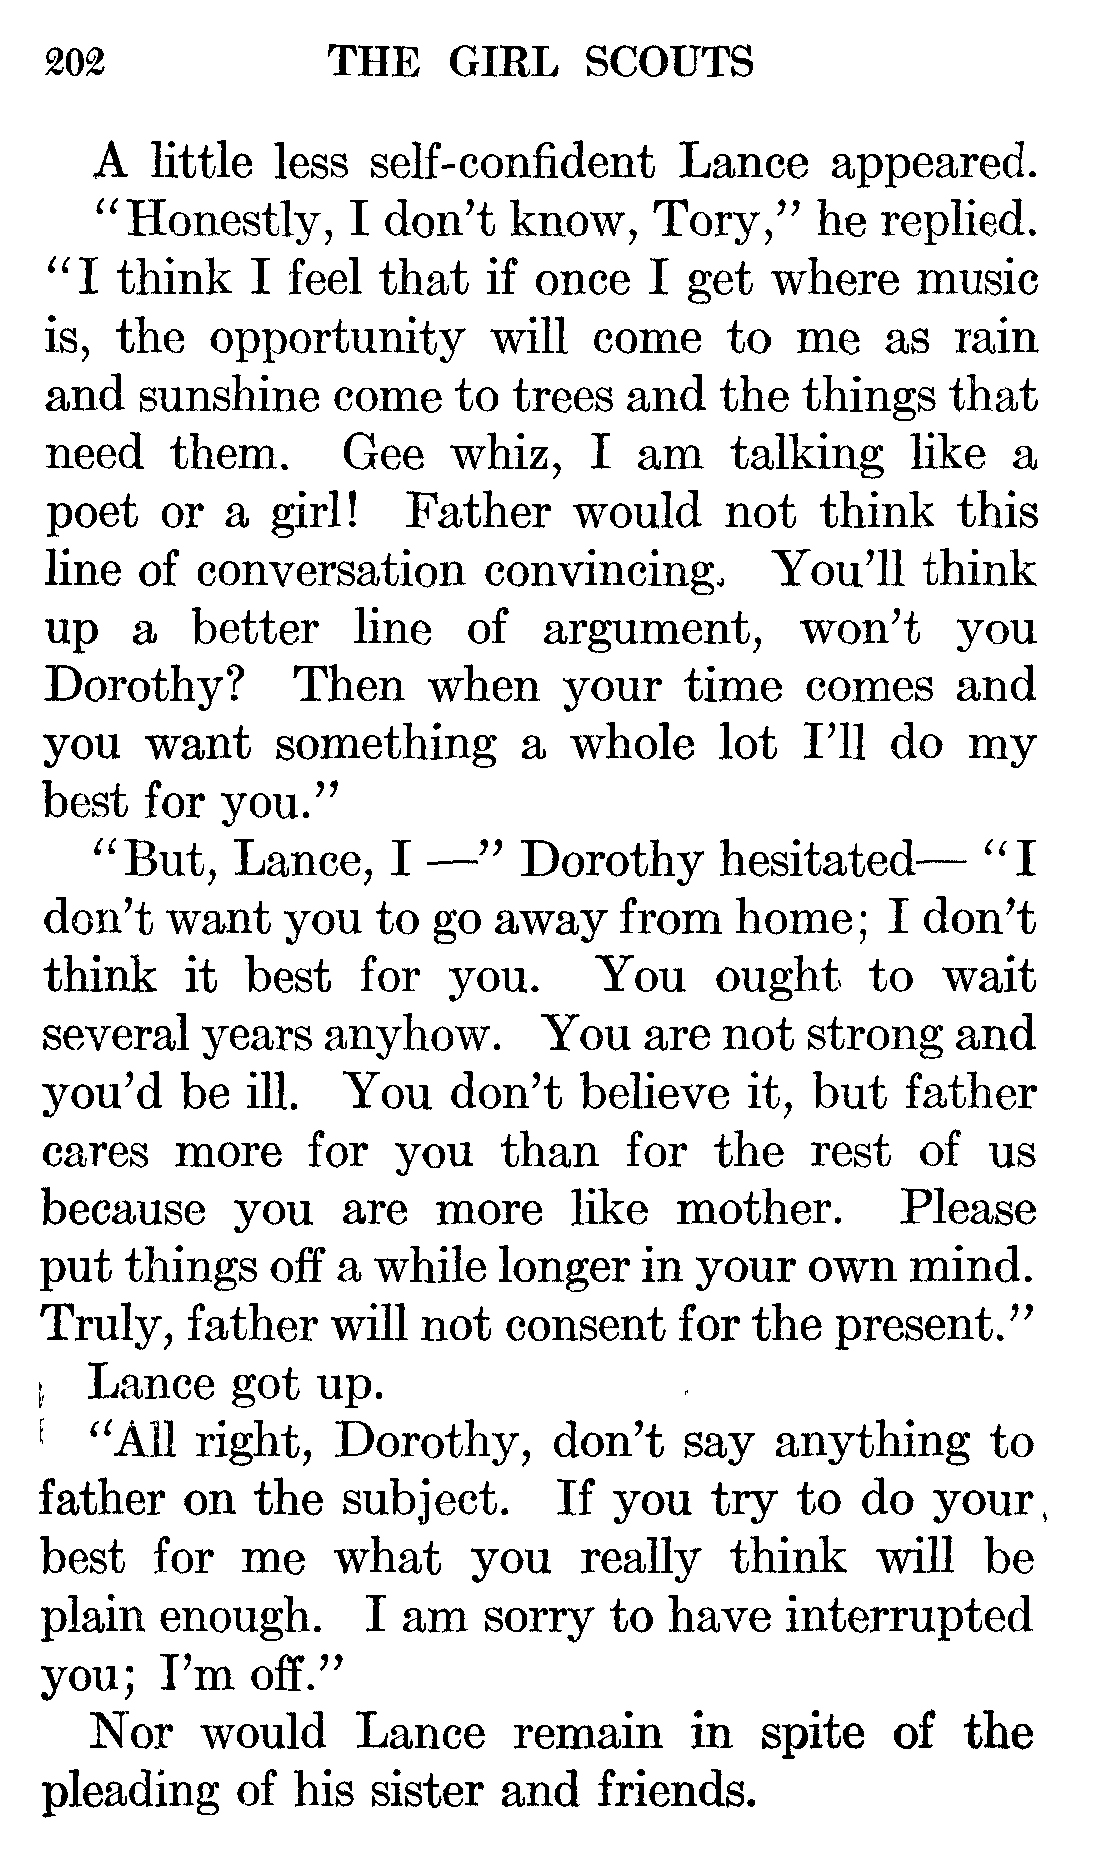 202 THE GIRL SCOUTS
A little less self-confident Lance appeared.
"Honestly, I don't know, Tory," he replied.
"I think I feel that if once I get where music
is, the opportunity will come to me as rain
and sunshine come to trees and the things that
need them. Gee whiz, I am talking like a
poet or a girl! Father would not think this
line of conversation convincing. You'll think
up a better line of argument, won't you
Dorothy? Then when your time comes and
you want something a whole lot I'll do my
best for you."
"But, Lance, I —" Dorothy hesitated— "I
don't want you to go away from home; I don't
think it best for you. You ought to wait
several years anyhow. You are not strong and
you'd be ill. You don't believe it, but father
cares more for you than for the rest of us
because you are more like mother. Please
put things off a while longer in your own mind.
Truly, father will not consent for the present."
Lance got up.
"All right, Dorothy, don't say anything to
father on the subject. If you try to do your
best for me what you really think will be
plain enough. I am sorry to have interrupted
you; I'm off."
Nor would Lance remain in spite of the
pleading of his sister and friends.